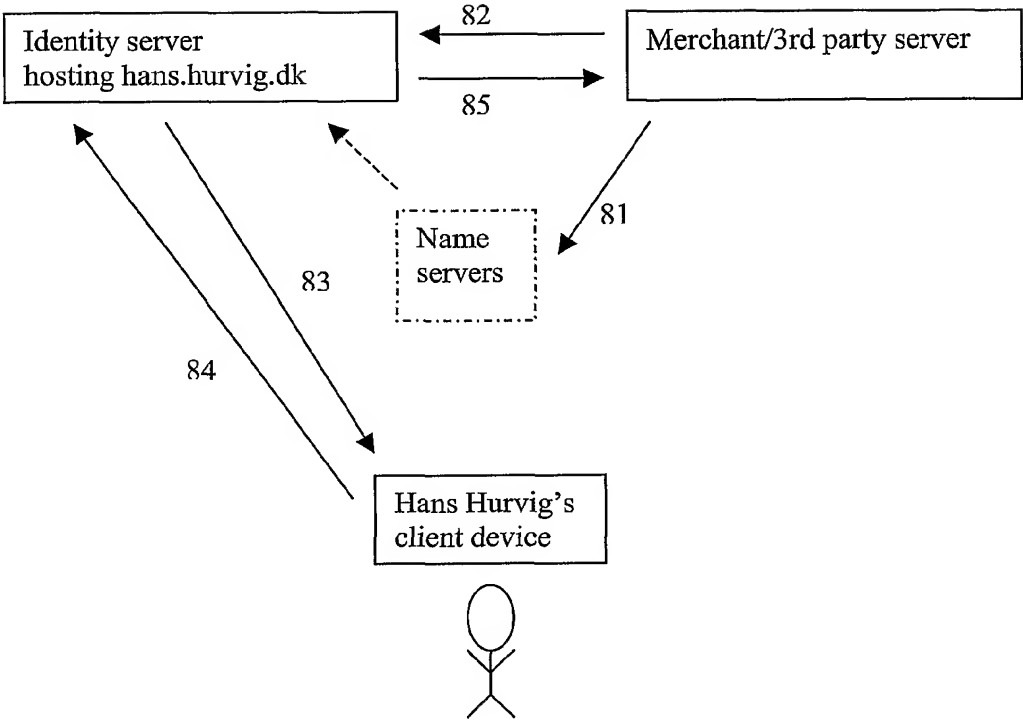 82
Identity server
hosting hans.hurvig.dk
Merchant/3rd party server
85
Name
servers
81
83
84
Hans Hurvig's
client device